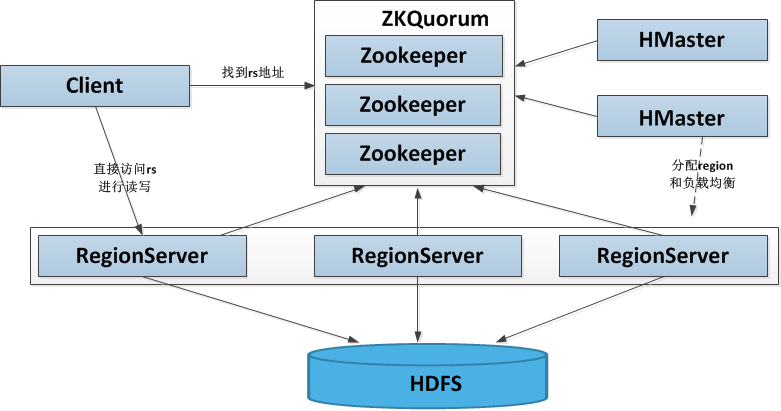 ZKQuorum
Zookeeper
Zookeeper
Zookeeper
HMaster
HMaster
Client
找到rs地址
直接访问rs
进行读写
分配region
和负载均衡
RegionServer
RegionServer
RegionServer
HDFS